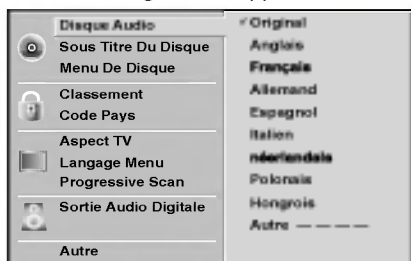 Disque Audio
Sous Titre Du Disque
Menu De Disque
Classement
Code Pays
Aspect TV
Langage Menu
Progressive Scan
Sortie Audio Digitale
Autre
✓ Original
Anglais
Français
Allemand
Espagnol
Italien
néerlandais
Polonais
Hongrois
Autre — — — —